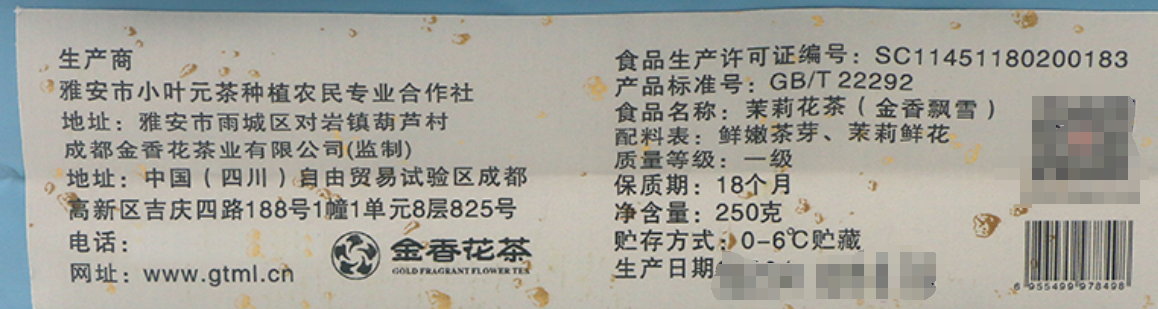 生产商
雅安市小叶元茶种植农民专业合作社
地址：雅安市雨城区对岩镇葫芦村
成都金香花茶业有限公司(监制)
地址：中国（四川）自由贸易试验区成都
高新区吉庆四路188号1幢1单元8层825号
电话：
网址：www.gtml.cn
金香花茶
GOLD FRAGRANT FLOWER TEA
食品生产许可证编号：SC11451180200183
产品标准号：GB/T 22292
食品名称：茉莉花茶（金香飘雪）
配料表：鲜嫩茶芽、茉莉鲜花
质量等级：一级
保质期：18个月
净含量：250克
贮存方式：0-6℃贮藏
生产日期
6 955499 978498